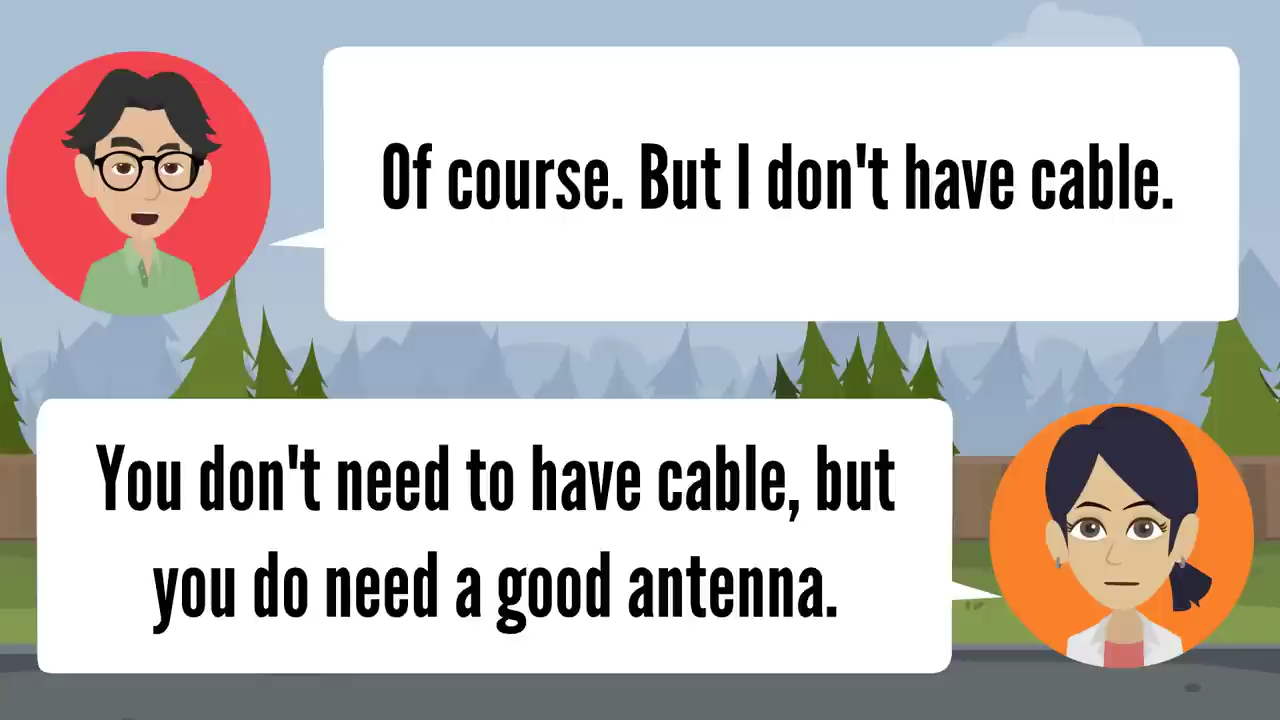 Of course. But I don't have cable.
You don't need to have cable, but
you do need a good antenna.